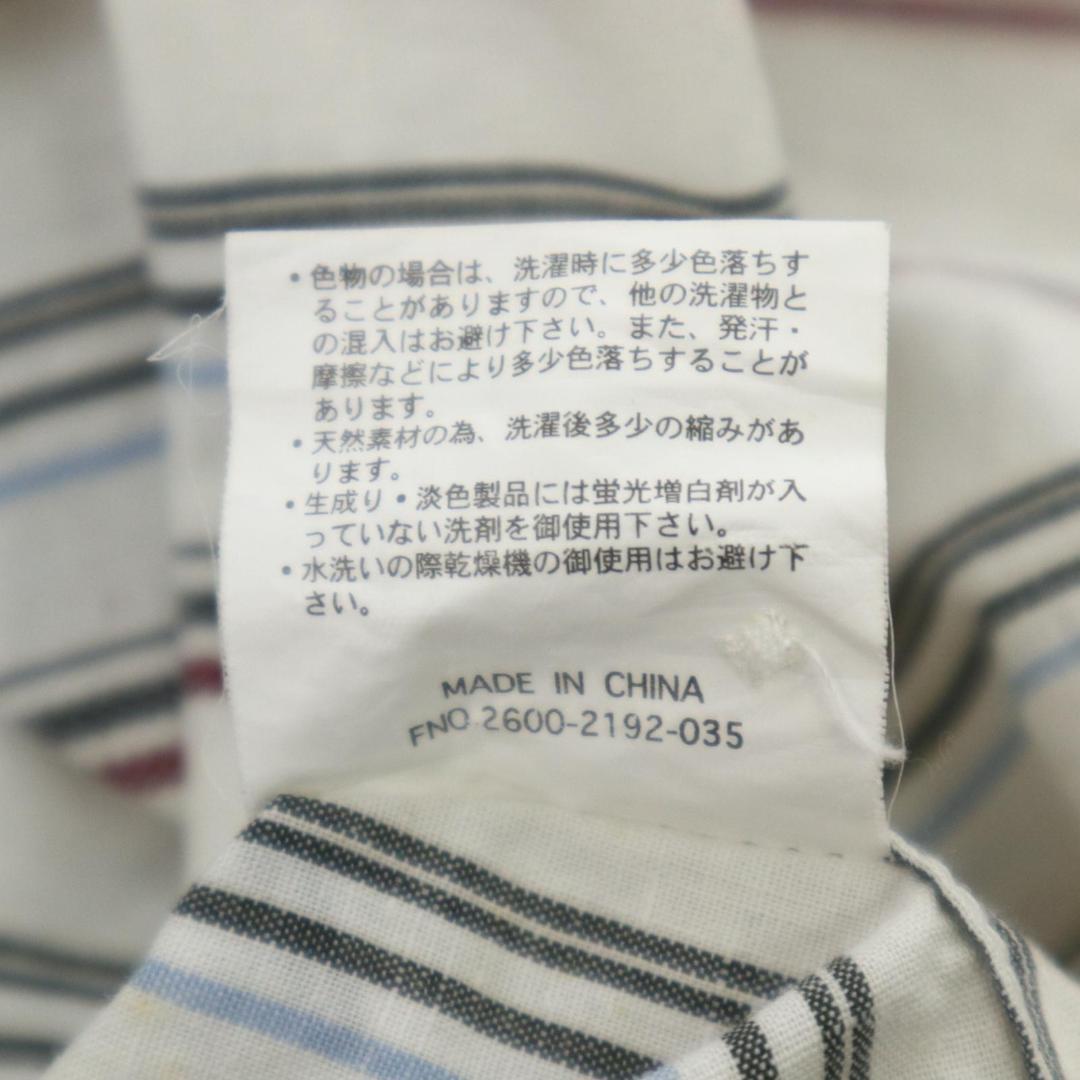 ・色物の場合は、洗濯時に多少色落ちす
ることがありますので、他の洗濯物と
の混入はお避け下さい。また、発汗・
摩擦などにより多少色落ちすることが
あります。
・天然素材の為、洗濯後多少の縮みがあ
ります。
・生成り・淡色製品には蛍光増白剤が入
っていない洗剤を御使用下さい。
・水洗いの際乾燥機の御使用はお避け下
さい。
MADE IN CHINA
FNO.2600-2192-035